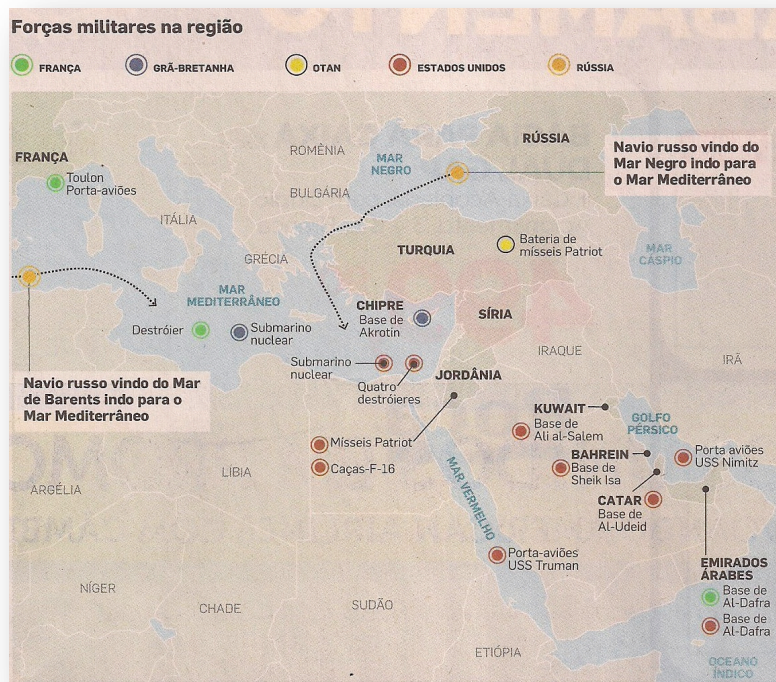 Forças militares na região
FRANÇA
GRÃ-BRETANHA
OTAN
ESTADOS UNIDOS
RÚSSIA
FRANÇA
Toulon
Porta-aviões
ROMÊNIA
BULGÁRIA
ITÁLIA
GRÉCIA
MAR
NEGRO
RÚSSIA
Navio russo vindo do
Mar Negro indo para
o Mar Mediterrâneo
TURQUIA
Bateria de
mísseis Patriot
MAR
CÁSPIO
MAR
MEDITERRÂNEO
Destróier
Submarino
nuclear
CHIPRE
Base de
Akrotin
SÍRIA
IRAQUE
IRÃ
Submarino
nuclear
Quatro
destróieres
JORDÂNIA
Navio russo vindo do Mar
de Barents indo para o
Mar Mediterrâneo
KUWAIT
Base de
Ali al-Salem
GOLFO
PÉRSICO
Mísseis Patriot
Caças-F-16
BAHREIN
Base de
Sheik Isa
Porta aviões
USS Nimitz
CATAR
Base de
Al-Udeid
ARGÉLIA
LÍBIA
MAR VERMELHO
Porta-aviões
USS Truman
EMIRADOS
ÁRABES
Base de
Al-Dafra
Base de
Al-Dafra
NÍGER
CHADE
SUDÃO
ETIÓPIA
OCEANO
ÍNDICO